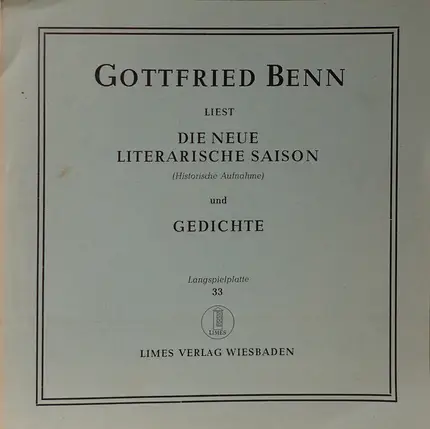 GOTTFRIED BENN
LIEST
DIE NEUE
LITERARISCHE SAISON
(Historische Aufnahme)
und
GEDICHTE
Langspielplatte
33
LIMES
LIMES VERLAG WIESBADEN